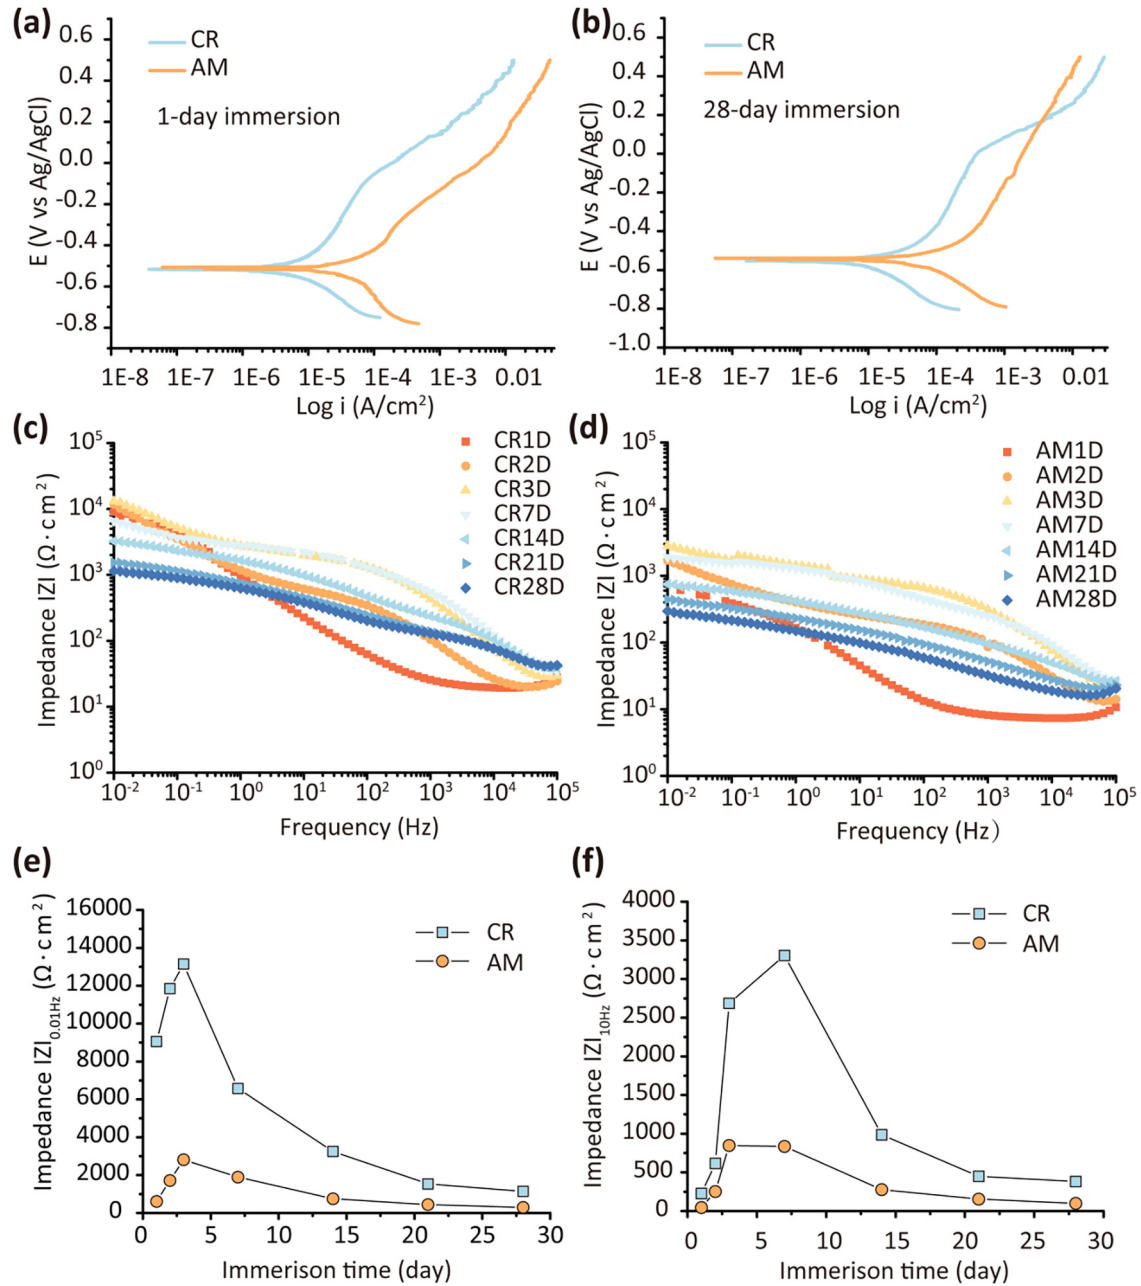 (a)
0.6
0.4
0.2
0.0
-0.2
-0.4
-0.6
-0.8
E (V vs Ag/AgCl)
CR
AM
1-day immersion
1E-8 1E-7 1E-6 1E-5 1E-4 1E-3 0.01
Log i (A/cm²)
(b)
0.6
0.4
0.2
0.0
-0.2
-0.4
-0.6
-0.8
-1.0
E (V vs Ag/AgCl)
CR
AM
28-day immersion
1E-8 1E-7 1E-6 1E-5 1E-4 1E-3 0.01
Log i (A/cm²)
(c)
10⁵
10⁴
10³
10²
10¹
10⁰
Impedance IZI (Ω·cm²)
CR1D
CR2D
CR3D
CR7D
CR14D
CR21D
CR28D
10⁻² 10⁻¹ 10⁰ 10¹ 10² 10³ 10⁴ 10⁵
Frequency (Hz)
(d)
10⁵
10⁴
10³
10²
10¹
10⁰
Impedance IZI (Ω·cm²)
AM1D
AM2D
AM3D
AM7D
AM14D
AM21D
AM28D
10⁻² 10⁻¹ 10⁰ 10¹ 10² 10³ 10⁴ 10⁵
Frequency (Hz）
(e)
16000
14000
12000
10000
8000
6000
4000
2000
0
Impedance IZI0.01Hz (Ω·cm²)
CR
AM
0 5 10 15 20 25 30
Immerison time (day)
(f)
4000
3500
3000
2500
2000
1500
1000
500
0
Impedance IZI10Hz (Ω·cm²)
CR
AM
0 5 10 15 20 25 30
Immersion time (day)